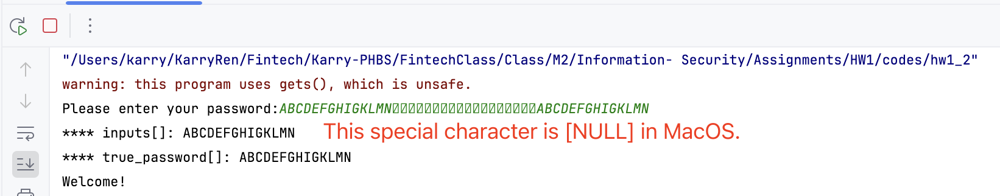 "/Users/karry/KarryRen/Fintech/Karry-PHBS/FintechClass/Class/M2/Information- Security/Assignments/HW1/codes/hw1_2"
warning: this program uses gets(), which is unsafe.
Please enter your password:ABCDEFGHIGKLMN▯▯▯▯▯▯▯▯▯▯▯▯▯▯▯▯▯▯ABCDEFGHIGKLMN
**** inputs[]: ABCDEFGHIGKLMN This special character is [NULL] in MacOS.
**** true_password[]: ABCDEFGHIGKLMN
Welcome!